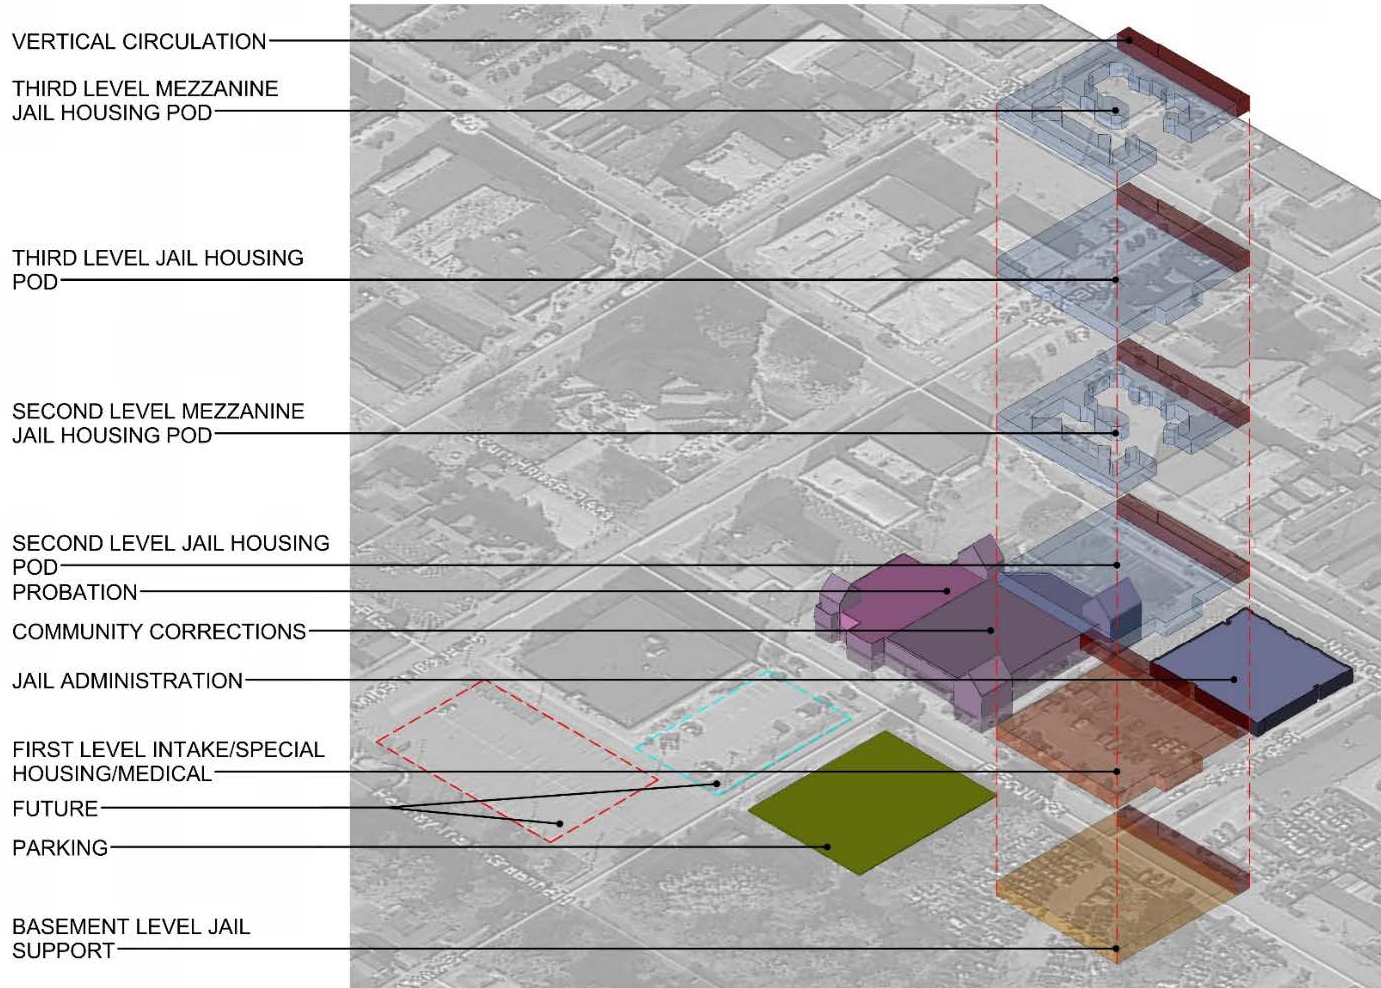 VERTICAL CIRCULATION
THIRD LEVEL MEZZANINE
JAIL HOUSING POD
THIRD LEVEL JAIL HOUSING
POD
SECOND LEVEL MEZZANINE
JAIL HOUSING POD
SECOND LEVEL JAIL HOUSING
POD
PROBATION
COMMUNITY CORRECTIONS
JAIL ADMINISTRATION
FIRST LEVEL INTAKE/SPECIAL
HOUSING/MEDICAL
FUTURE
PARKING
BASEMENT LEVEL JAIL
SUPPORT